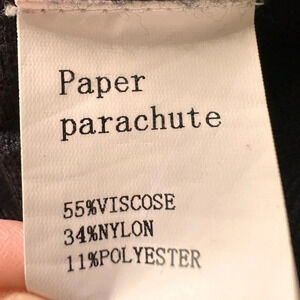 Paper
parachute
55%VISCOSE
34%NYLON
11%POLYESTER